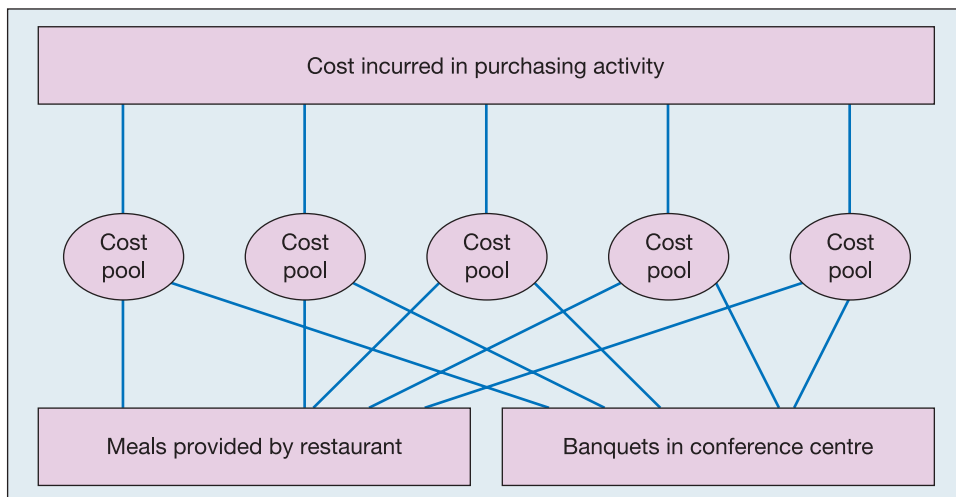 Cost incurred in purchasing activity
Cost
pool
Cost
pool
Cost
pool
Cost
pool
Cost
pool
Meals provided by restaurant
Banquets in conference centre